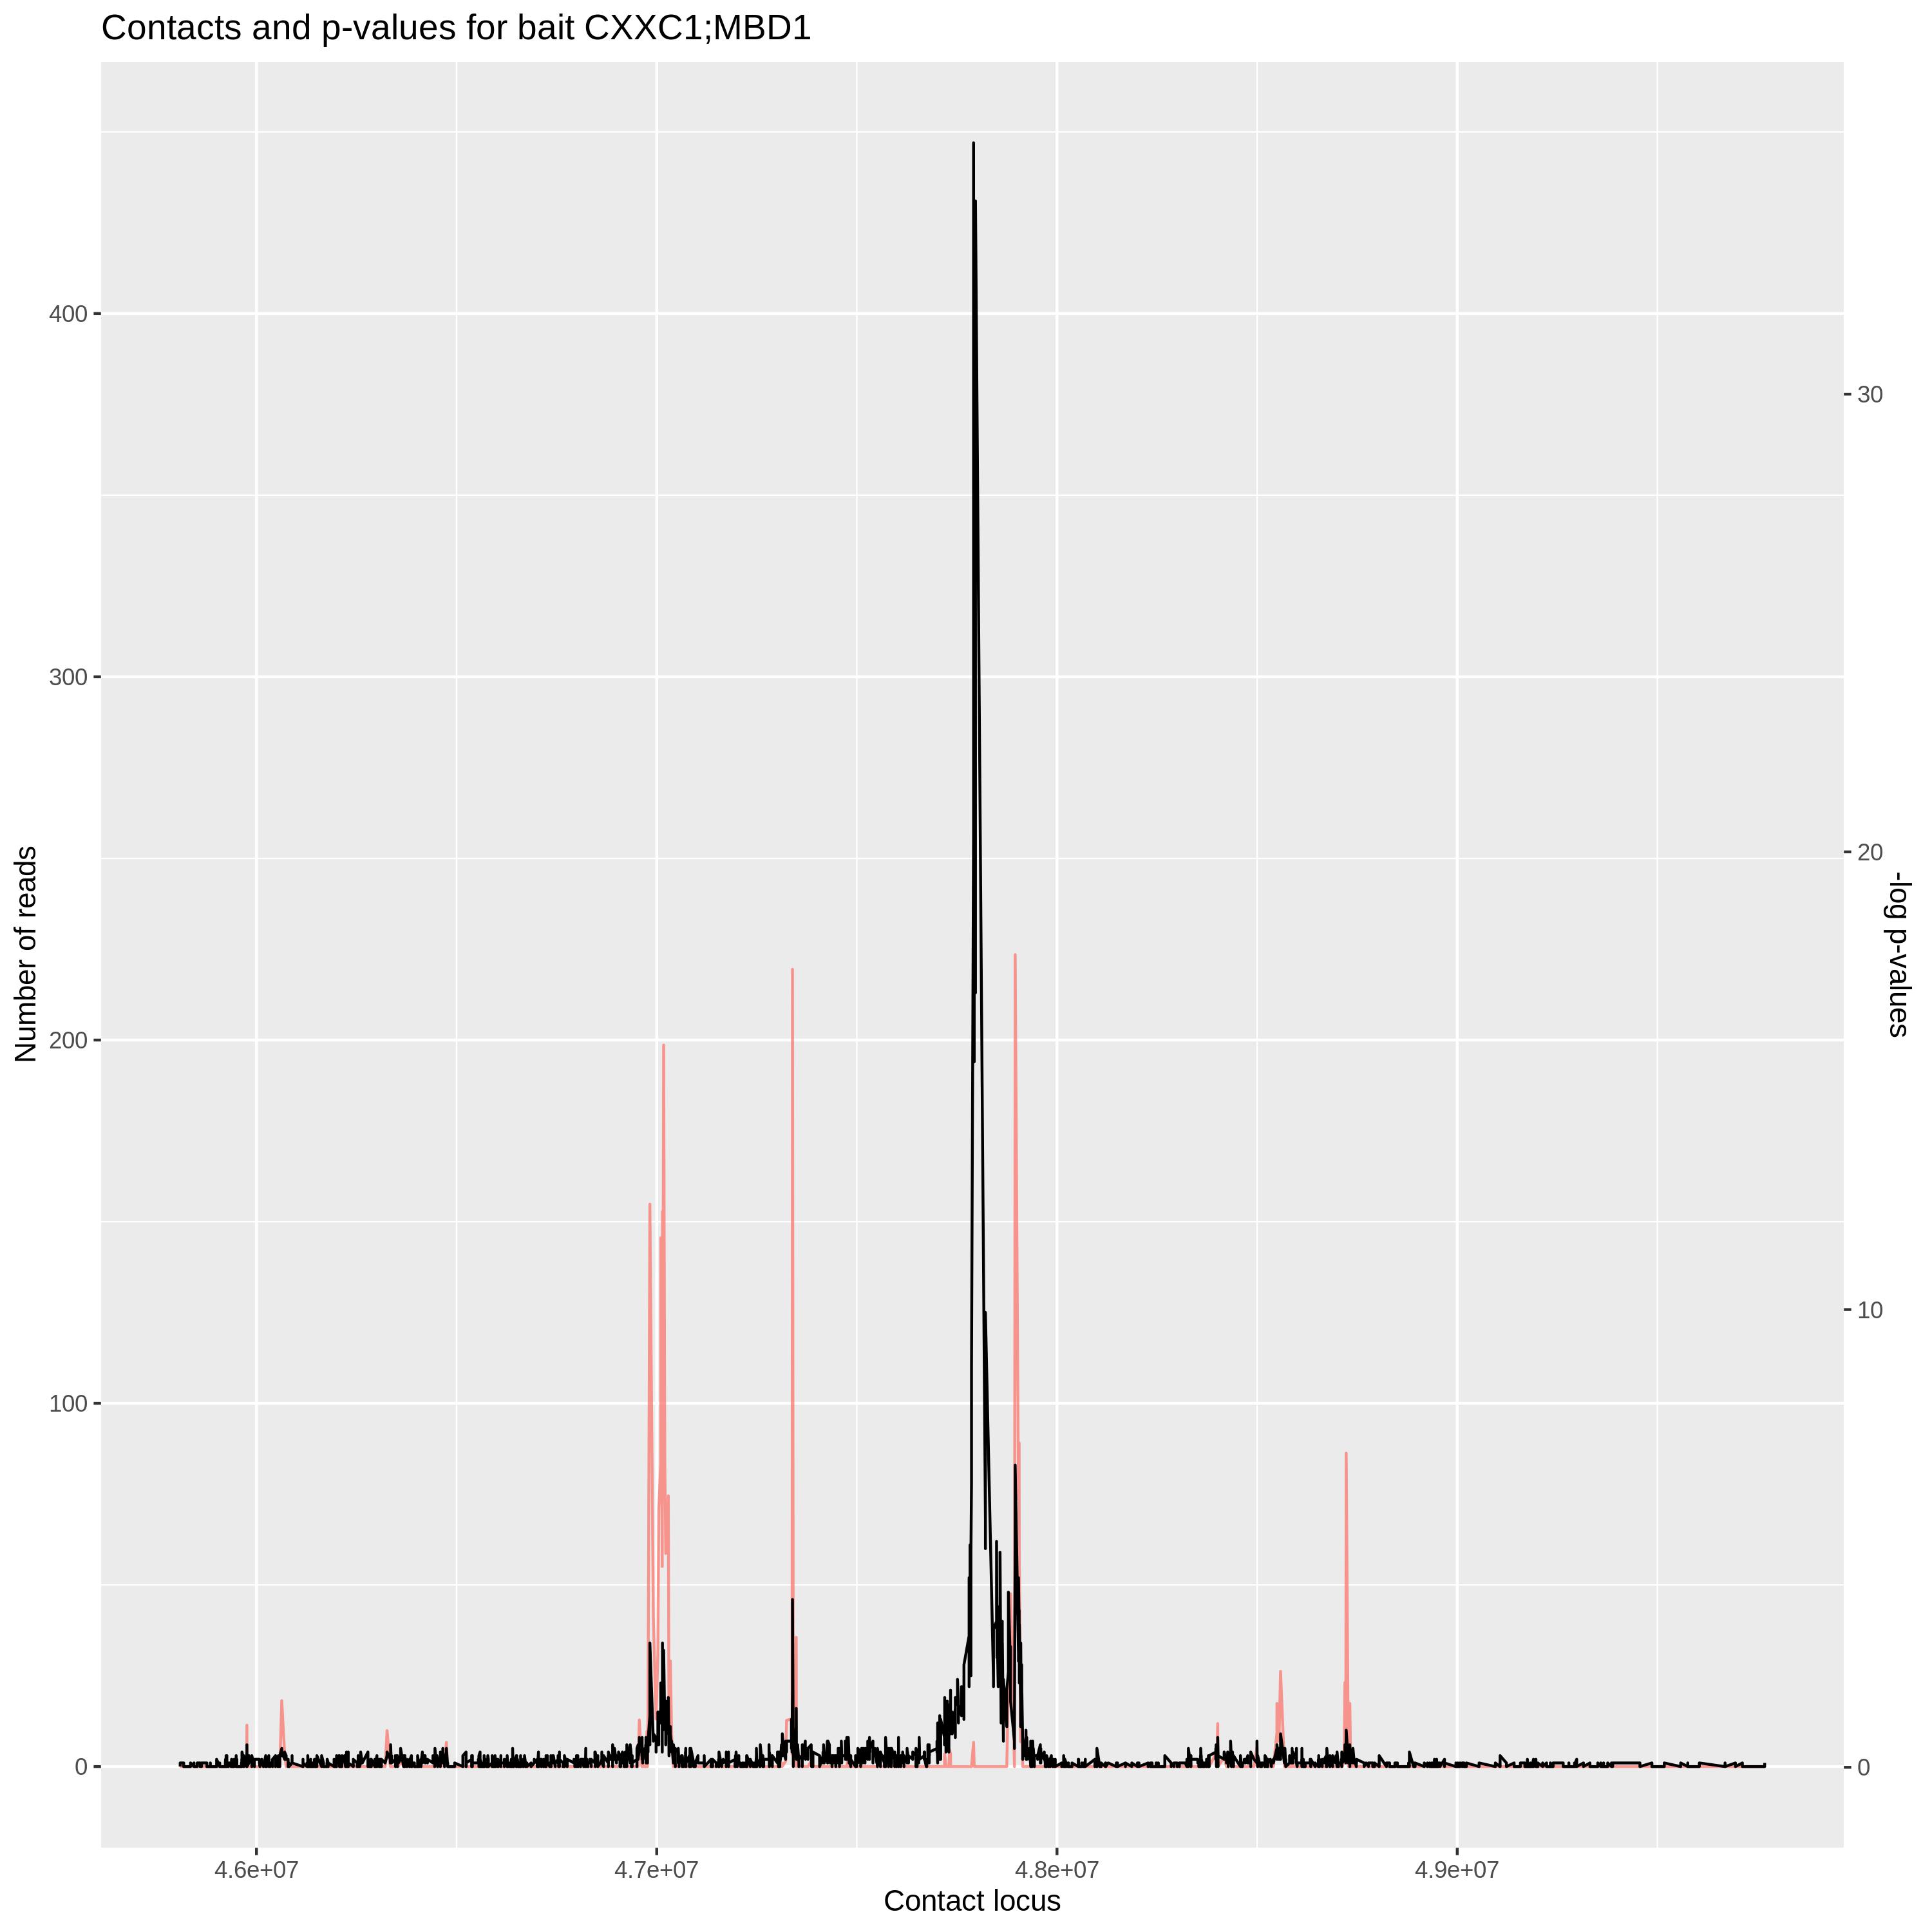 Contacts and p-values for bait CXXC1;MBD1
Number of reads
400
300
200
100
0
30
20
10
0
-log p-values
4.6e+07
4.7e+07
4.8e+07
4.9e+07
Contact locus